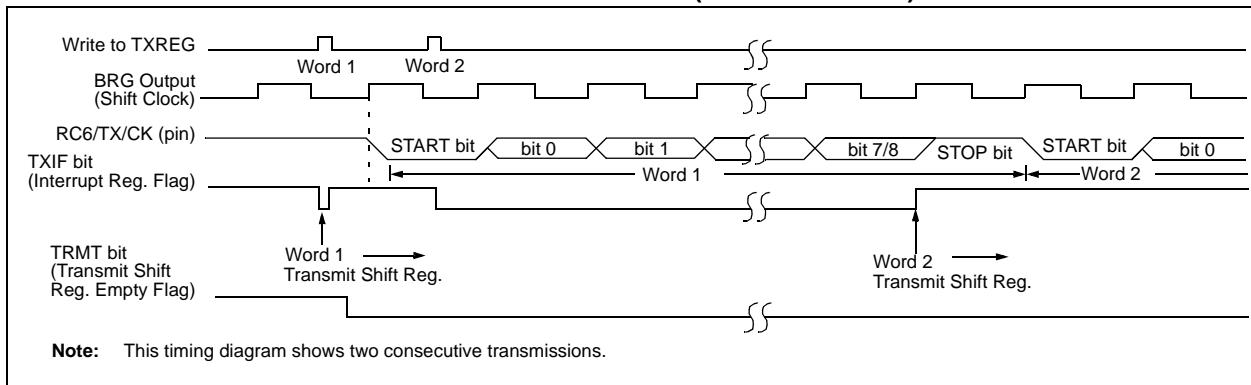 Write to TXREG
Word 1
Word 2
BRG Output
(Shift Clock)
RC6/TX/CK (pin)
START bit
bit 0
bit 1
bit 7/8
STOP bit
START bit
bit 0
TXIF bit
(Interrupt Reg. Flag)
Word 1
Word 2
Word 1
Transmit Shift Reg.
Word 2
Transmit Shift Reg.
TRMT bit
(Transmit Shift
Reg. Empty Flag)
Note: This timing diagram shows two consecutive transmissions.